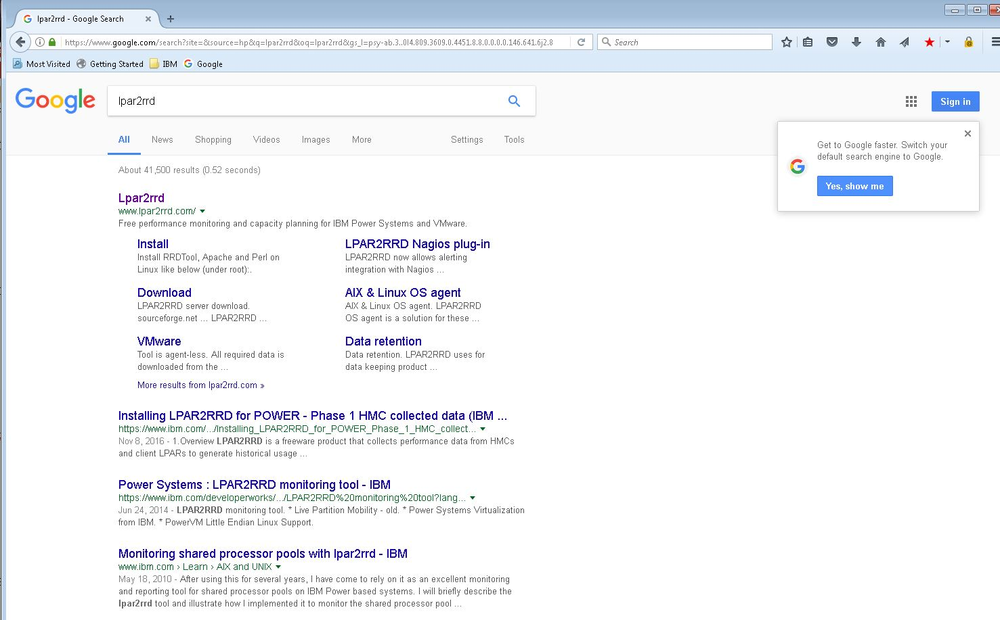 lpar2rrd - Google Search
https://www.google.com/search?site=&source=hp&q=lpar2rrd&oq=lpar2rrd&gs_l=psy-ab.3..0l4.809.3609.0.4451.8.8.0.0.0.0.146.641.6j2.8
Search
Most Visited
Getting Started
IBM
Google
Google
lpar2rrd
Sign in
All
News
Shopping
Videos
Images
More
Settings
Tools
Get to Google faster. Switch your
default search engine to Google.
Yes, show me
About 41,500 results (0.52 seconds)
Lpar2rrd
www.lpar2rrd.com/
Free performance monitoring and capacity planning for IBM Power Systems and VMware.
Install
Install RRDTool, Apache and Perl on
Linux like below (under root):.
LPAR2RRD Nagios plug-in
LPAR2RRD now allows alerting
integration with Nagios ...
Download
LPAR2RRD server download.
sourceforge.net ... LPAR2RRD ...
AIX & Linux OS agent
AIX & Linux OS agent. LPAR2RRD
OS agent is a solution for these ...
VMware
Tool is agent-less. All required data is
downloaded from the ...
Data retention
Data retention. LPAR2RRD uses for
data keeping product ...
More results from lpar2rrd.com »
Installing LPAR2RRD for POWER - Phase 1 HMC collected data (IBM ...
https://www.ibm.com/.../Installing_LPAR2RRD_for_POWER_Phase_1_HMC_collect...
Nov 8, 2016 - 1.Overview LPAR2RRD is a freeware product that collects performance data from HMCs
and client LPARs to generate historical usage ...
Power Systems : LPAR2RRD monitoring tool - IBM
https://www.ibm.com/developerworks/.../LPAR2RRD%20monitoring%20tool?lang...
Jun 24, 2014 - LPAR2RRD monitoring tool. * Live Partition Mobility - old. * Power Systems Virtualization
from IBM. * PowerVM Little Endian Linux Support.
Monitoring shared processor pools with lpar2rrd - IBM
www.ibm.com › Learn › AIX and UNIX
May 18, 2010 - After using this for several years, I have come to rely on it as an excellent monitoring
and reporting tool for shared processor pools on IBM Power based systems. I will briefly describe the
lpar2rrd tool and illustrate how I implemented it to monitor the shared processor pool ...